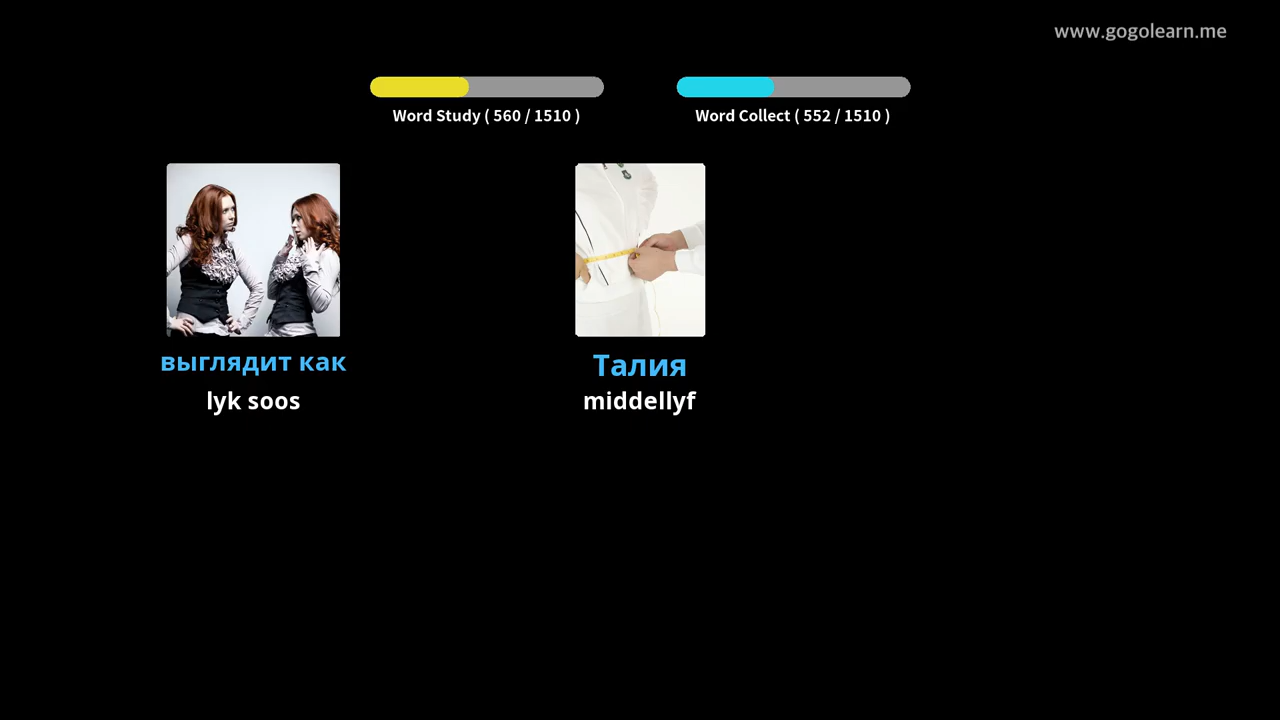 www.gogolearn.me
Word Study ( 560 / 1510 )
Word Collect ( 552 / 1510 )
выглядит как
lyk soos
Талия
middellyf